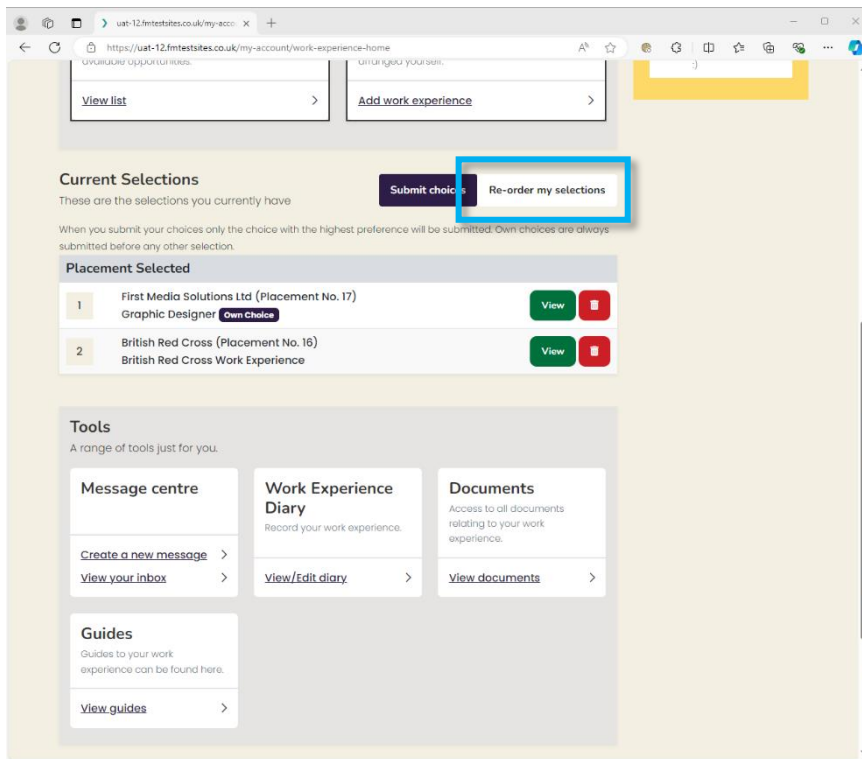 uat-12.fmtestsites.co.uk/my-acco
https://uat-12.fmtestsites.co.uk/my-account/work-experience-home
available opportunities.
arranged yourself.
:)
View list
Add work experience
Current Selections
These are the selections you currently have
Submit choices
Re-order my selections
When you submit your choices only the choice with the highest preference will be submitted. Own choices are always
submitted before any other selection.
Placement Selected
1
First Media Solutions Ltd (Placement No. 17)
Graphic Designer Own Choice
View
2
British Red Cross (Placement No. 16)
British Red Cross Work Experience
View
Tools
A range of tools just for you.
Message centre
Create a new message
View your inbox
Work Experience
Diary
Record your work experience.
View/Edit diary
Documents
Access to all documents
relating to your work
experience.
View documents
Guides
Guides to your work
experience can be found here.
View guides